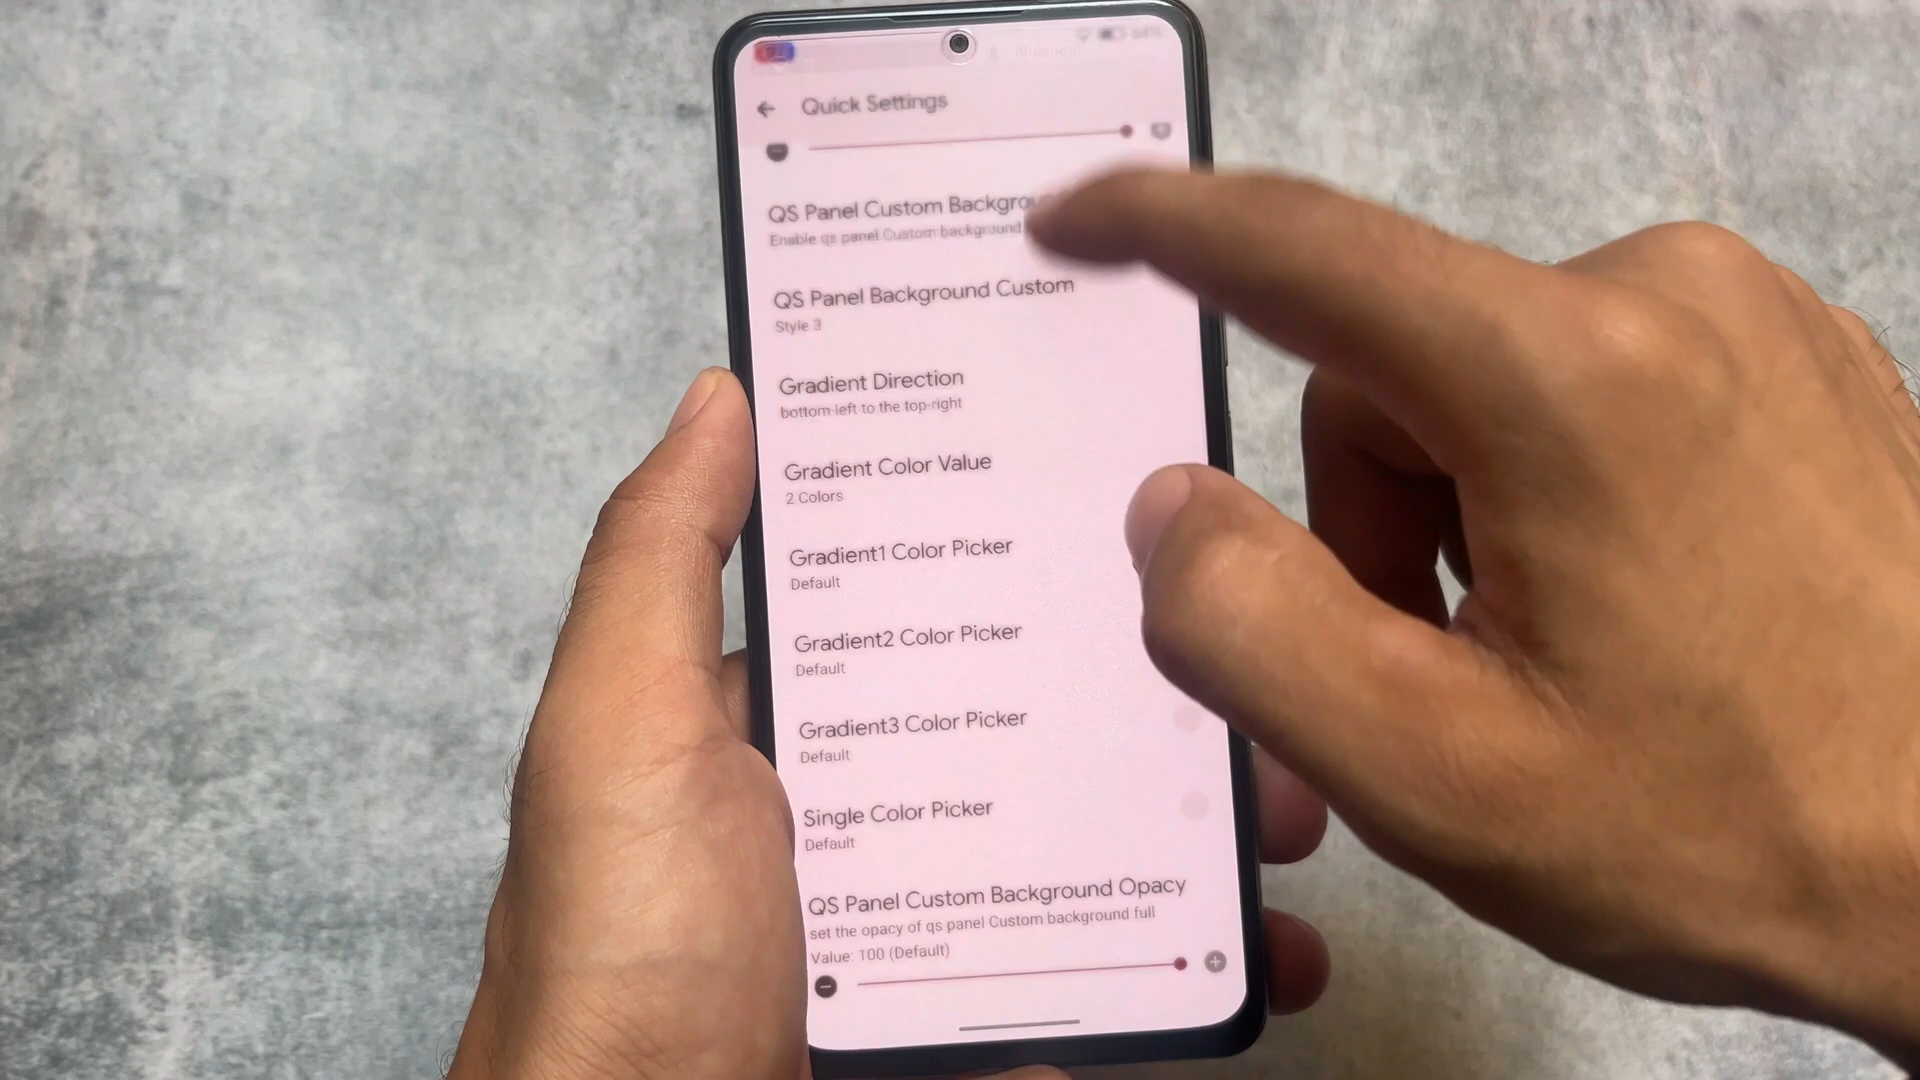 64%
Quick Settings
QS Panel Custom
Enable qs panel Custom background
QS Panel Background Custom
Style 3
Gradient Direction
bottom-left to the top-right
Gradient Color Value
2 Colors
Gradient1 Color Picker
Default
Gradient2 Color Picker
Default
Gradient3 Color Picker
Default
Single Color Picker
Default
QS Panel Custom Background Opacy
set the opacy of qs panel Custom background full
Value: 100 (Default)